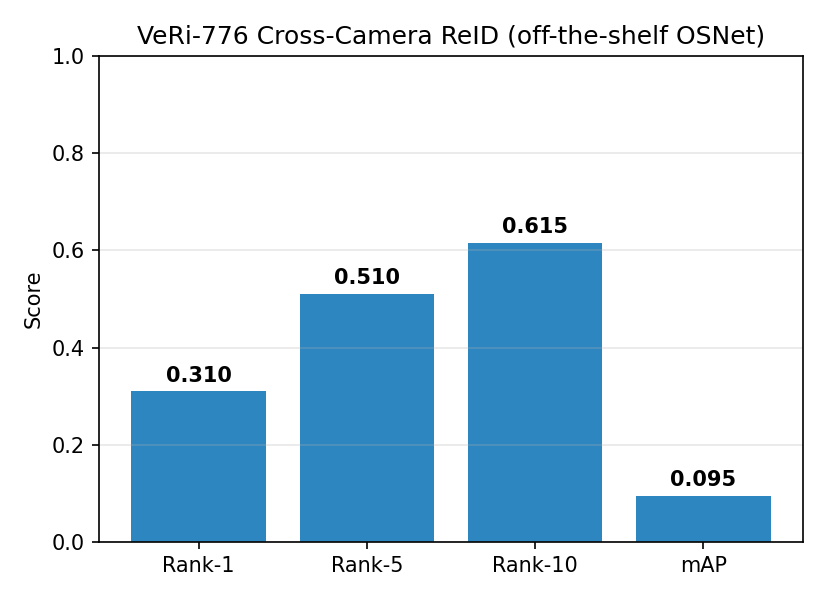 VeRi-776 Cross-Camera ReID (off-the-shelf OSNet)
1.0
0.8
0.6
0.4
0.2
0.0
Score
0.310
0.510
0.615
0.095
Rank-1
Rank-5
Rank-10
mAP